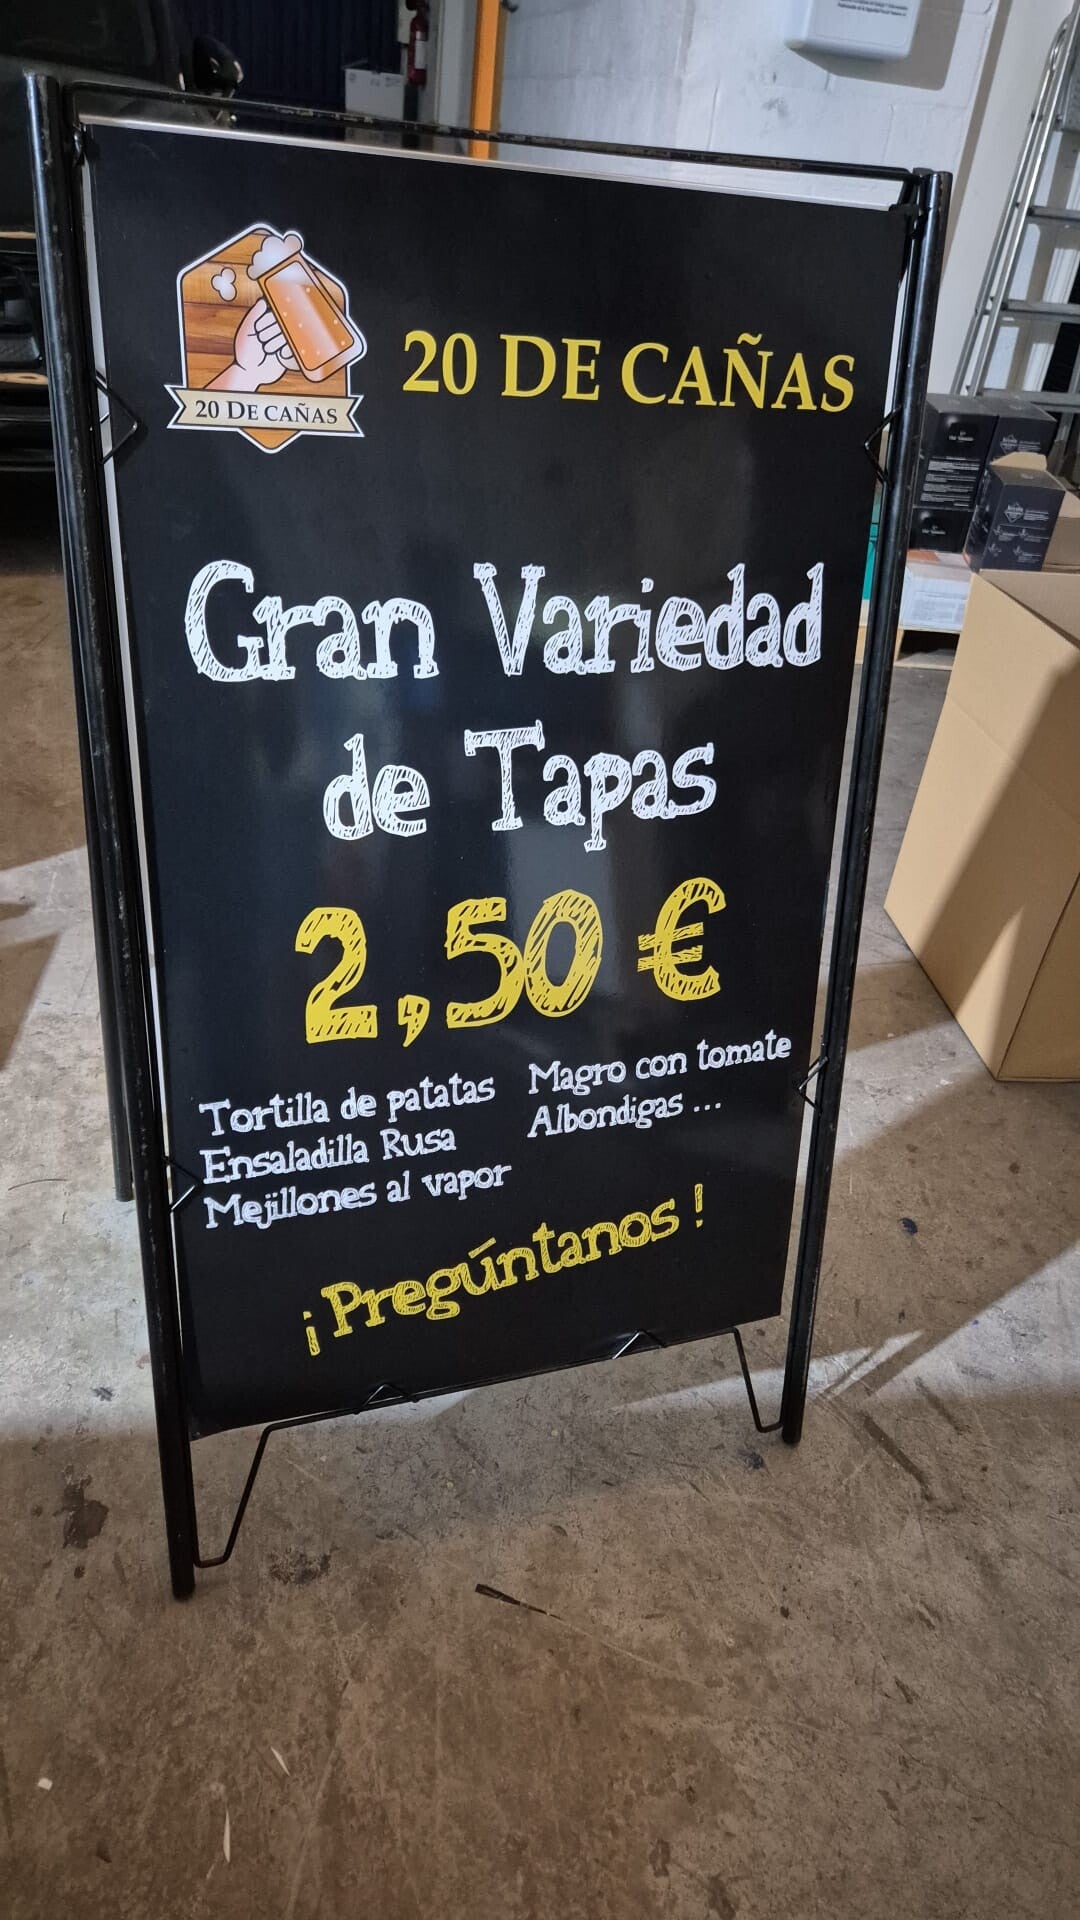 20 DE CAÑAS
20 DE CAÑAS
Gran Variedad
de Tapas
2,50 €
Tortilla de patatas
Ensaladilla Rusa
Mejillones al vapor
Magro con tomate
Albondigas ...
¡Pregúntanos!